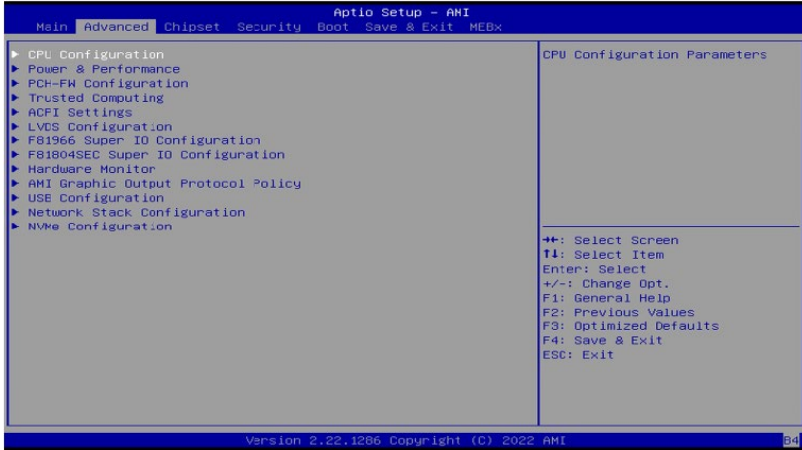 Aptio Setup - AMI
Main Advanced Chipset Security Boot Save & Exit MEBx
CPU Configuration
Power & Performance
PCH-FW Configuration
Trusted Computing
ACPI Settings
LVDS Configuration
F81966 Super IO Configuration
F81804SEC Super IO Configuration
Hardware Monitor
AMI Graphic Output Protocol Policy
USB Configuration
Network Stack Configuration
NVMe Configuration
CPU Configuration Parameters
→←: Select Screen
↑↓: Select Item
Enter: Select
+/-: Change Opt.
F1: General Help
F2: Previous Values
F3: Optimized Defaults
F4: Save & Exit
ESC: Exit
Version 2.22.1286 Copyright (C) 2022 AMI
B4